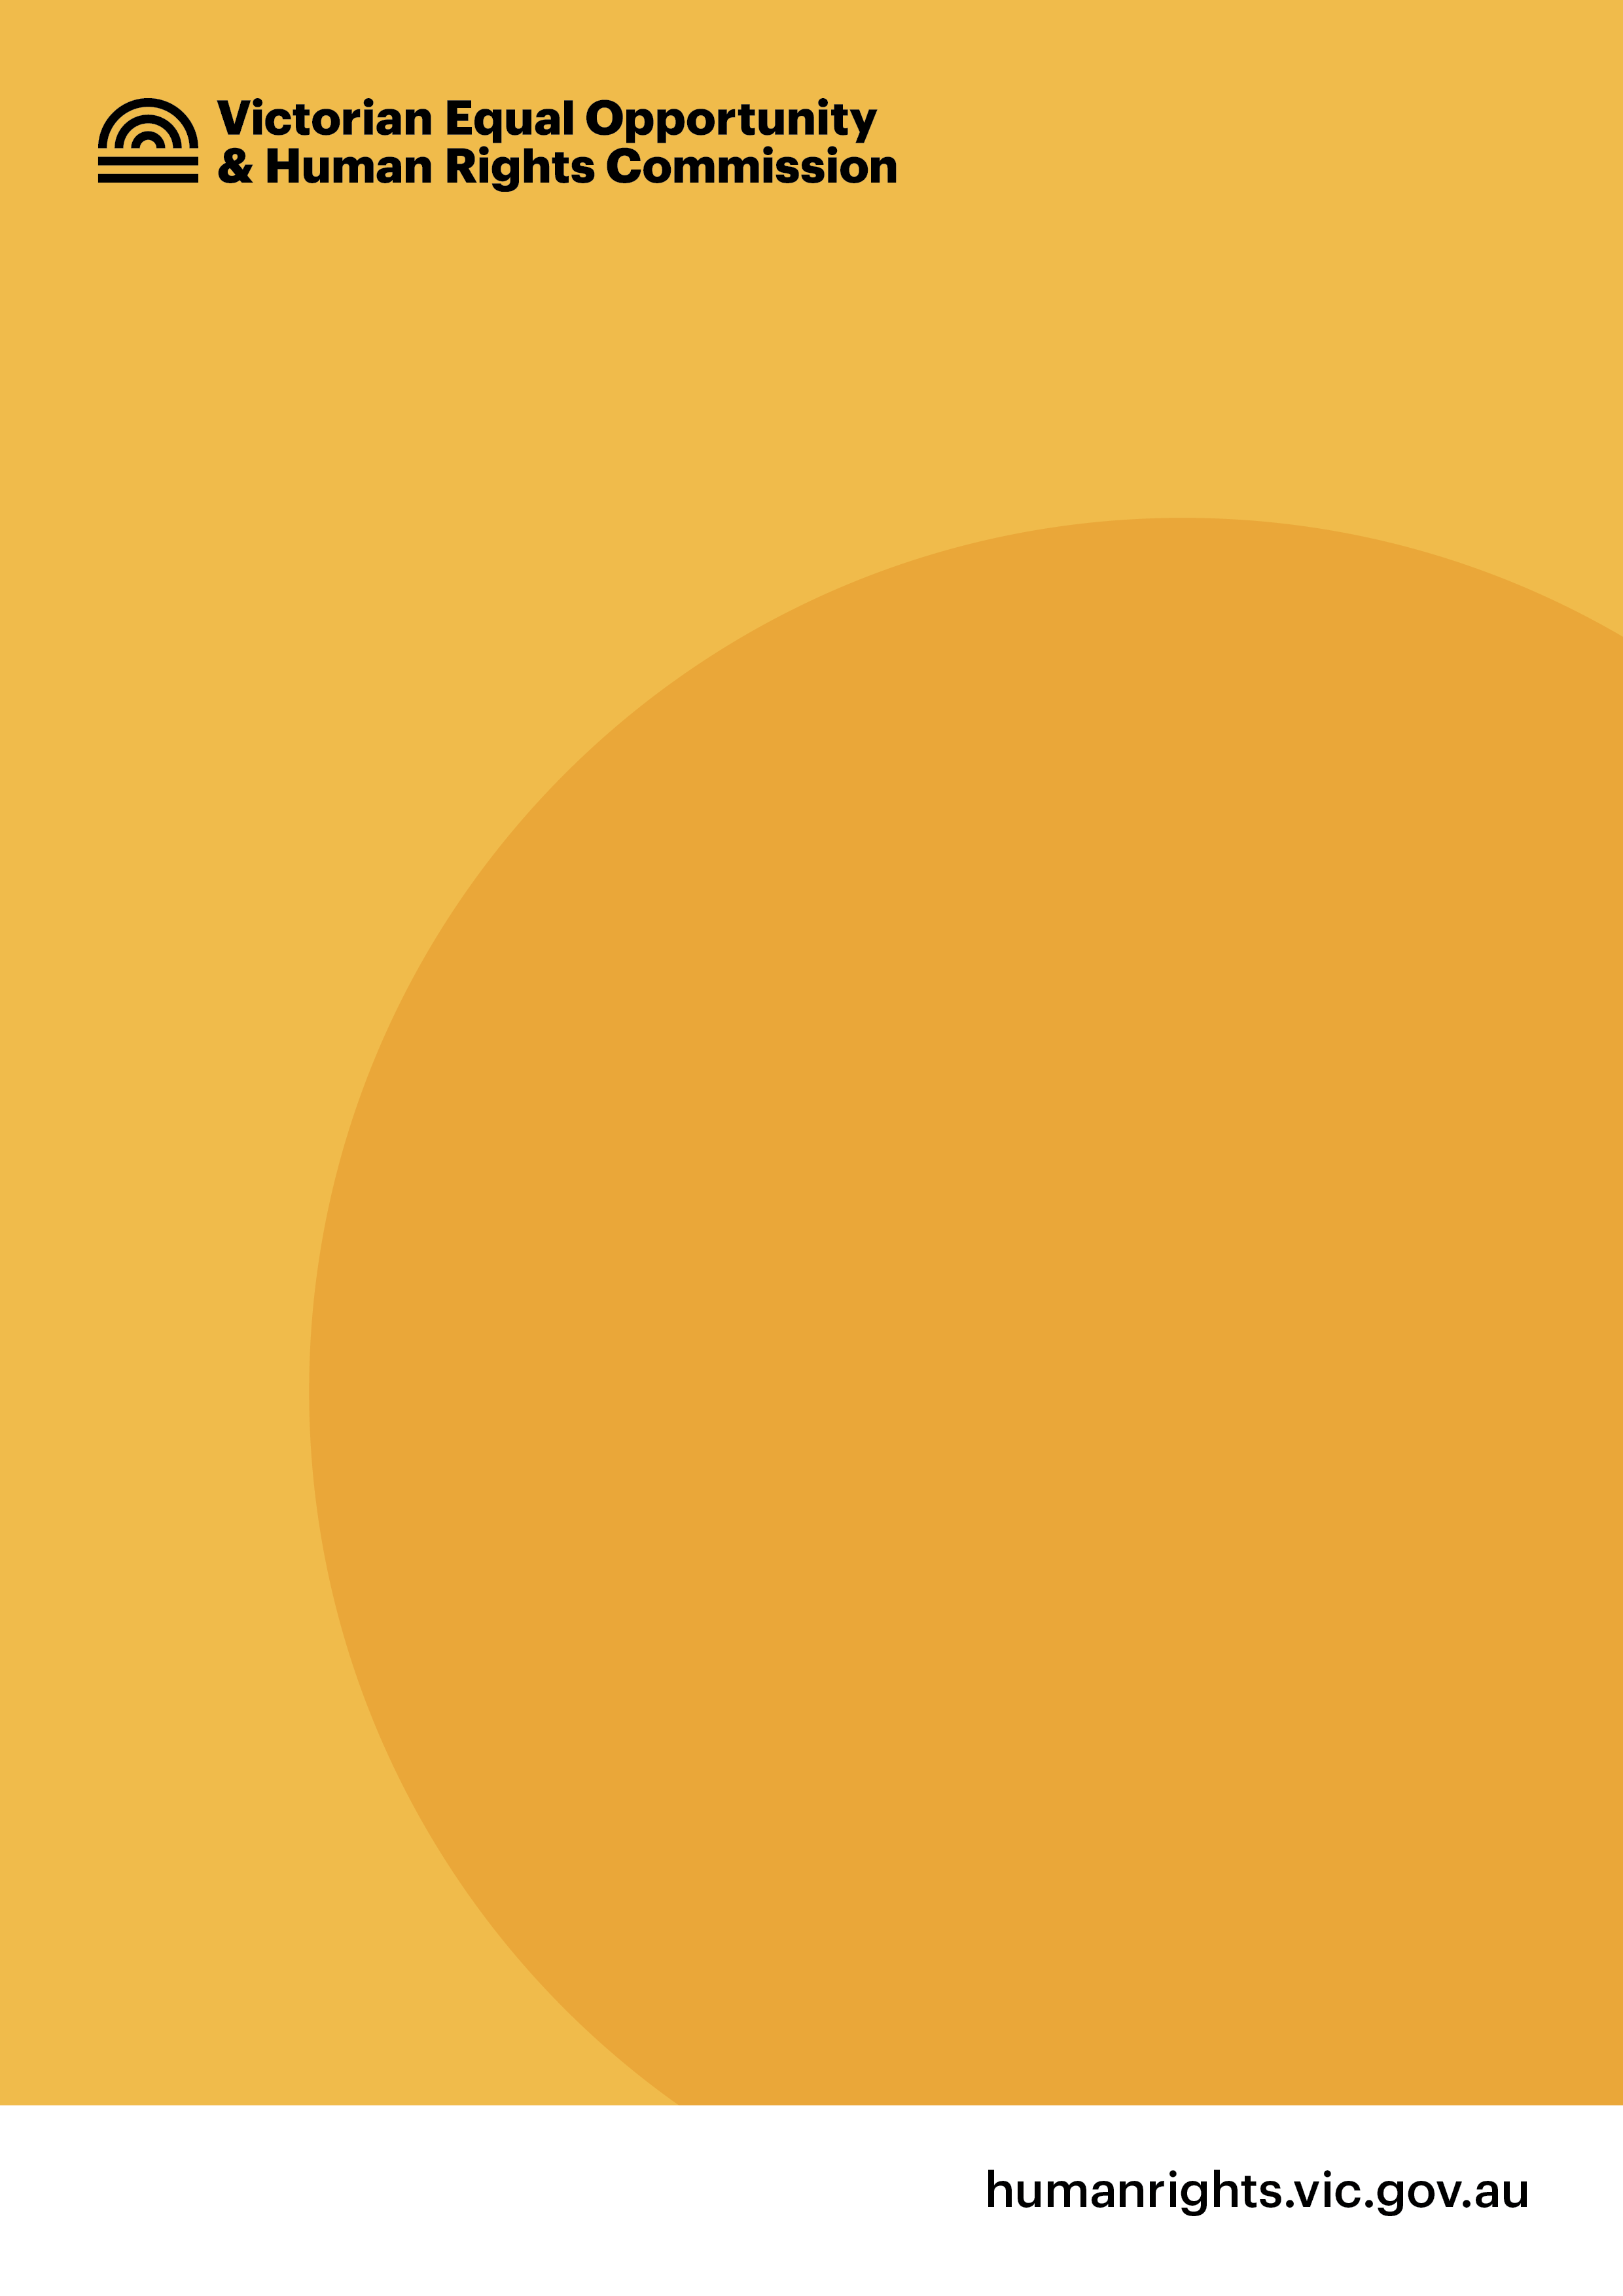 Victorian Equal Opportunity
& Human Rights Commission
humanrights.vic.gov.au